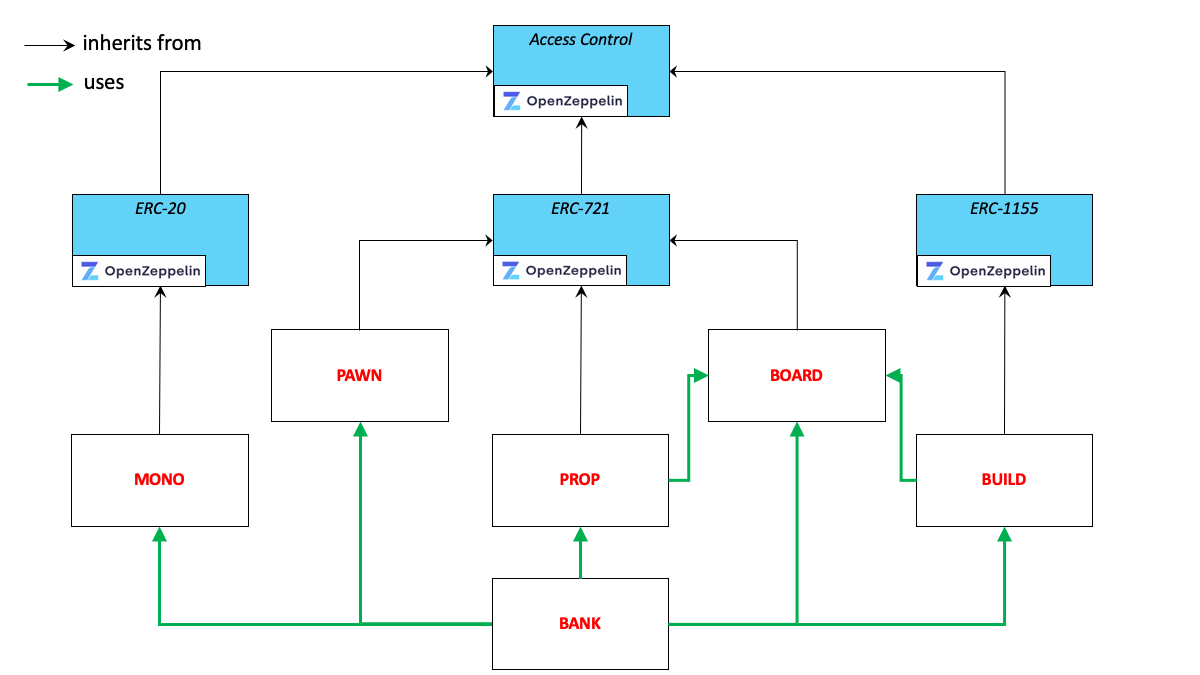 inherits from
uses
Access Control
OpenZeppelin
ERC-20
OpenZeppelin
ERC-721
OpenZeppelin
ERC-1155
OpenZeppelin
PAWN
BOARD
MONO
PROP
BUILD
BANK